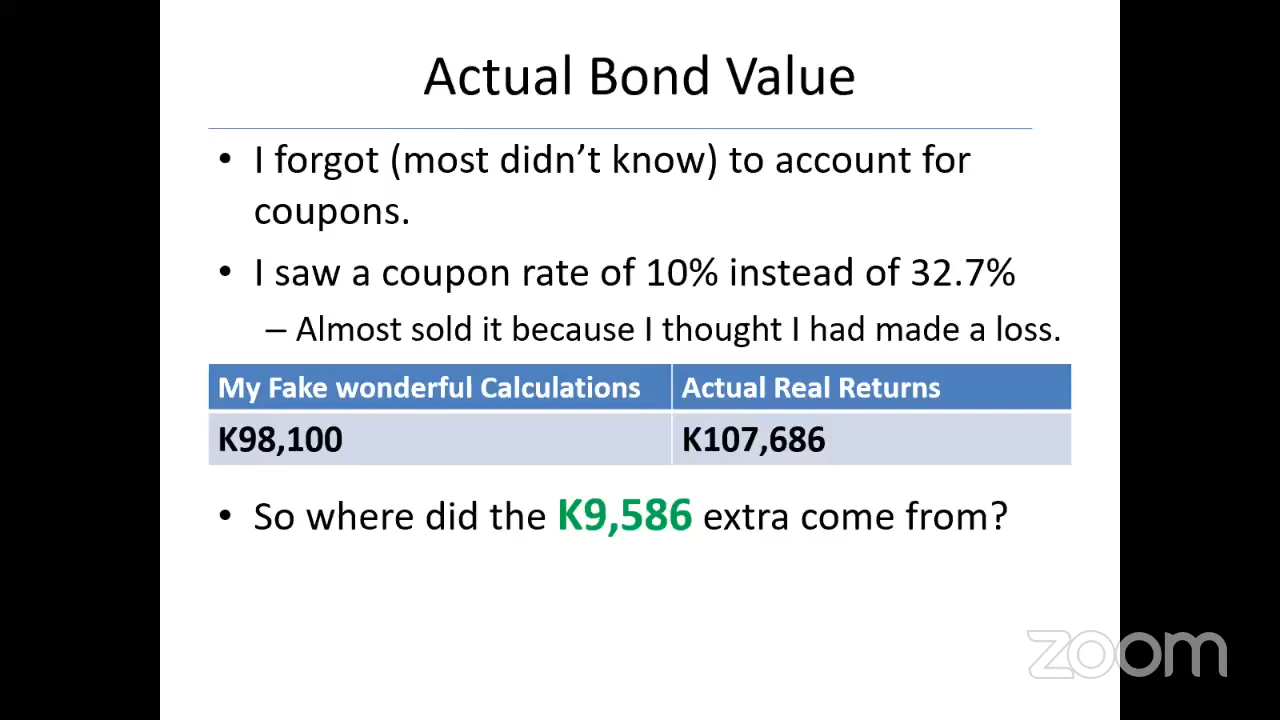 Actual Bond Value
• I forgot (most didn’t know) to account for
coupons.
• I saw a coupon rate of 10% instead of 32.7%
– Almost sold it because I thought I had made a loss.
My Fake wonderful Calculations Actual Real Returns
K98,100 K107,686
• So where did the K9,586 extra come from?
zoom